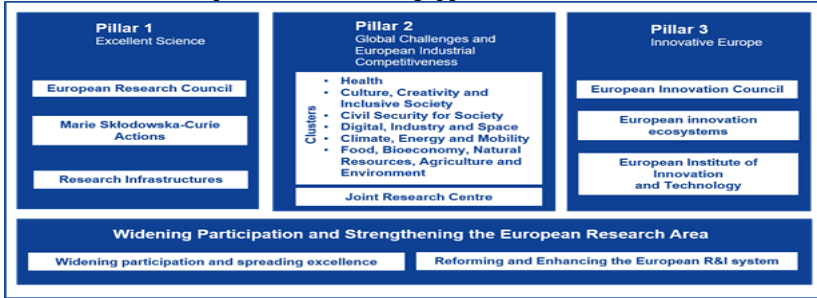 Pillar 1
Excellent Science
European Research Council
Marie Skłodowska-Curie
Actions
Research Infrastructures
Pillar 2
Global Challenges and
European Industrial
Competitiveness
Clusters
• Health
• Culture, Creativity and
Inclusive Society
• Civil Security for Society
• Digital, Industry and Space
• Climate, Energy and Mobility
• Food, Bioeconomy, Natural
Resources, Agriculture and
Environment
Joint Research Centre
Pillar 3
Innovative Europe
European Innovation Council
European innovation
ecosystems
European Institute of
Innovation
and Technology
Widening Participation and Strengthening the European Research Area
Widening participation and spreading excellence
Reforming and Enhancing the European R&I system